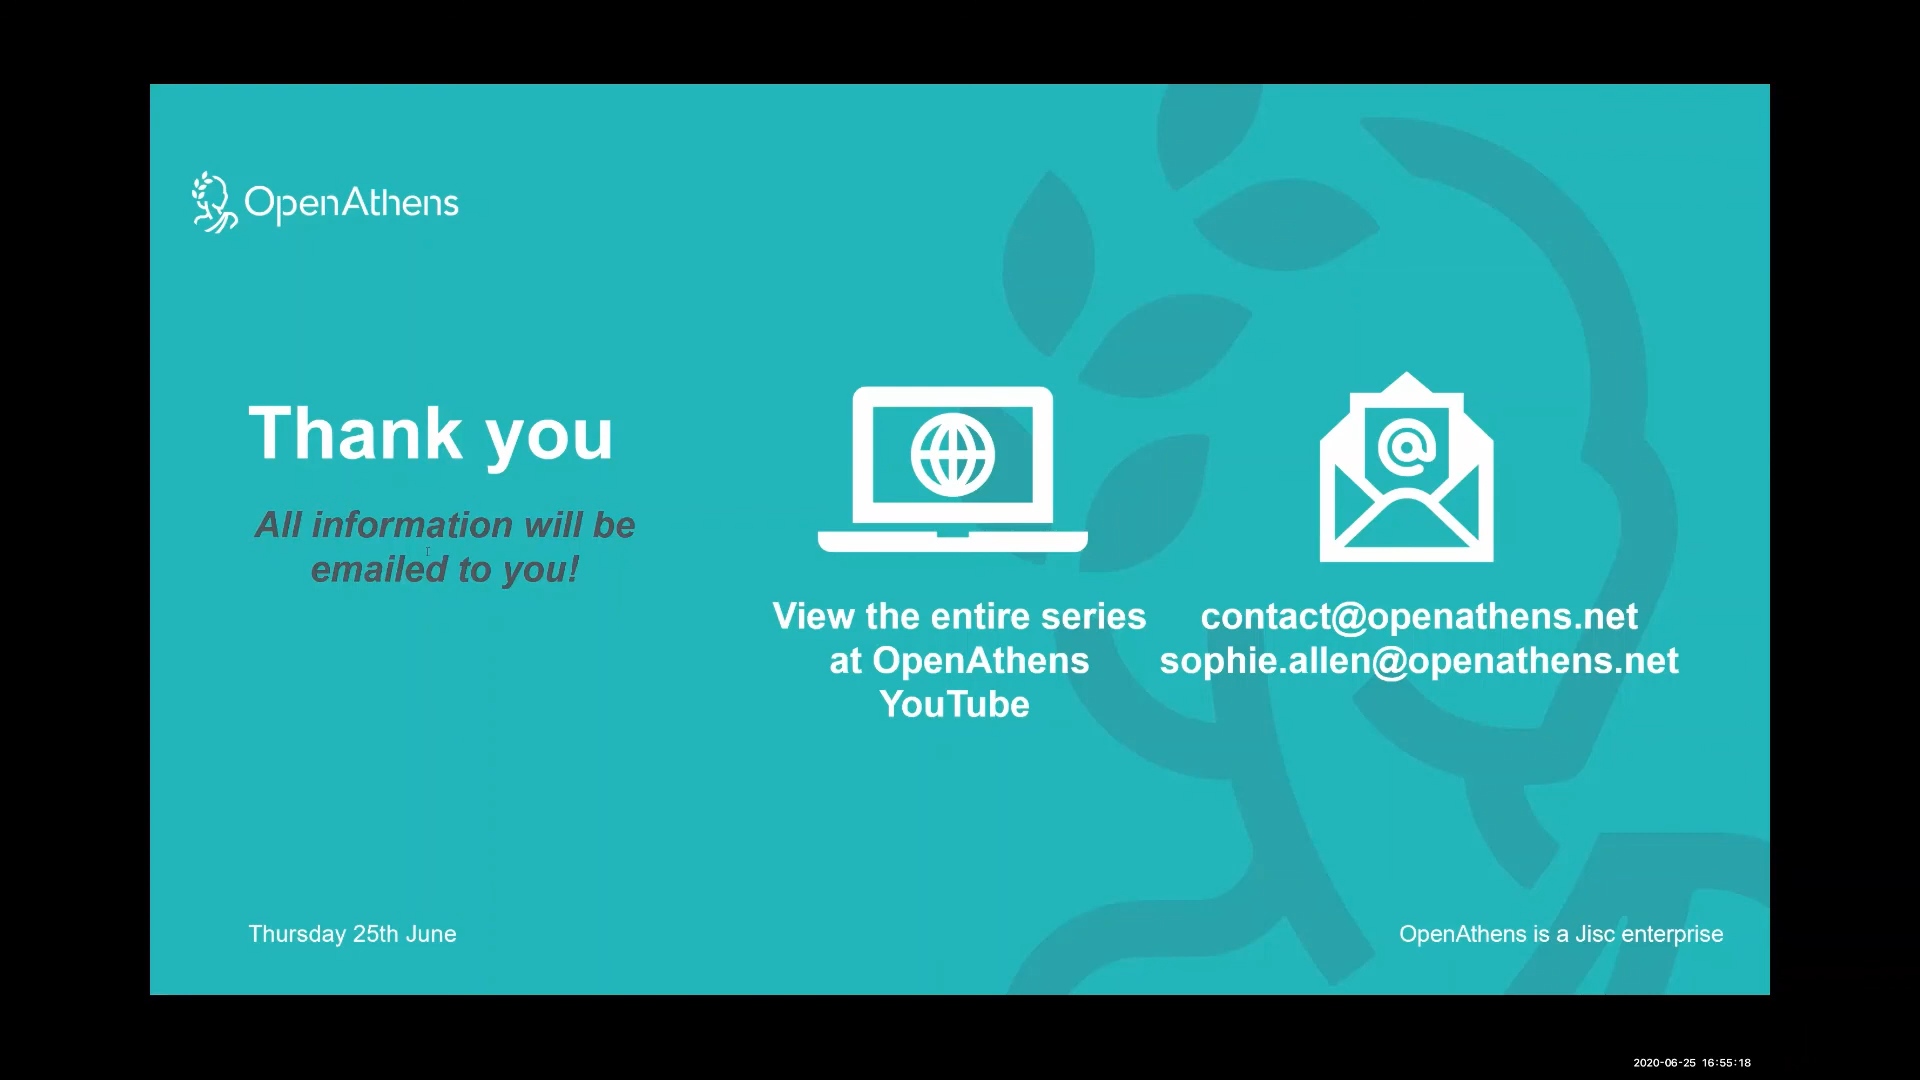 OpenAthens
Thank you
All information will be
emailed to you!
View the entire series
at OpenAthens
YouTube
contact@openathens.net
sophie.allen@openathens.net
Thursday 25th June
OpenAthens is a Jisc enterprise
2020-06-25 16:55:18